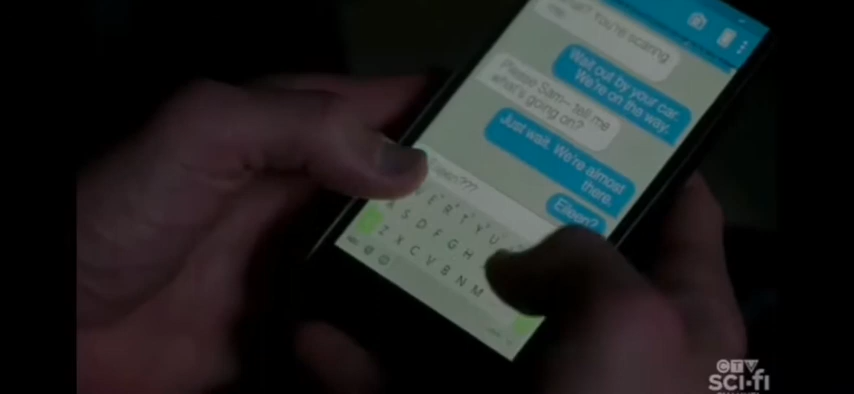 You're scaring
me.
Wait out by your car.
We're on the way.
Please Sam– tell me
what's going on?
Just wait. We're almost
there.
Eileen?
Eileen???
E R T Y U
A S D F G H
Z X C V B N M
CTV
SCI-FI